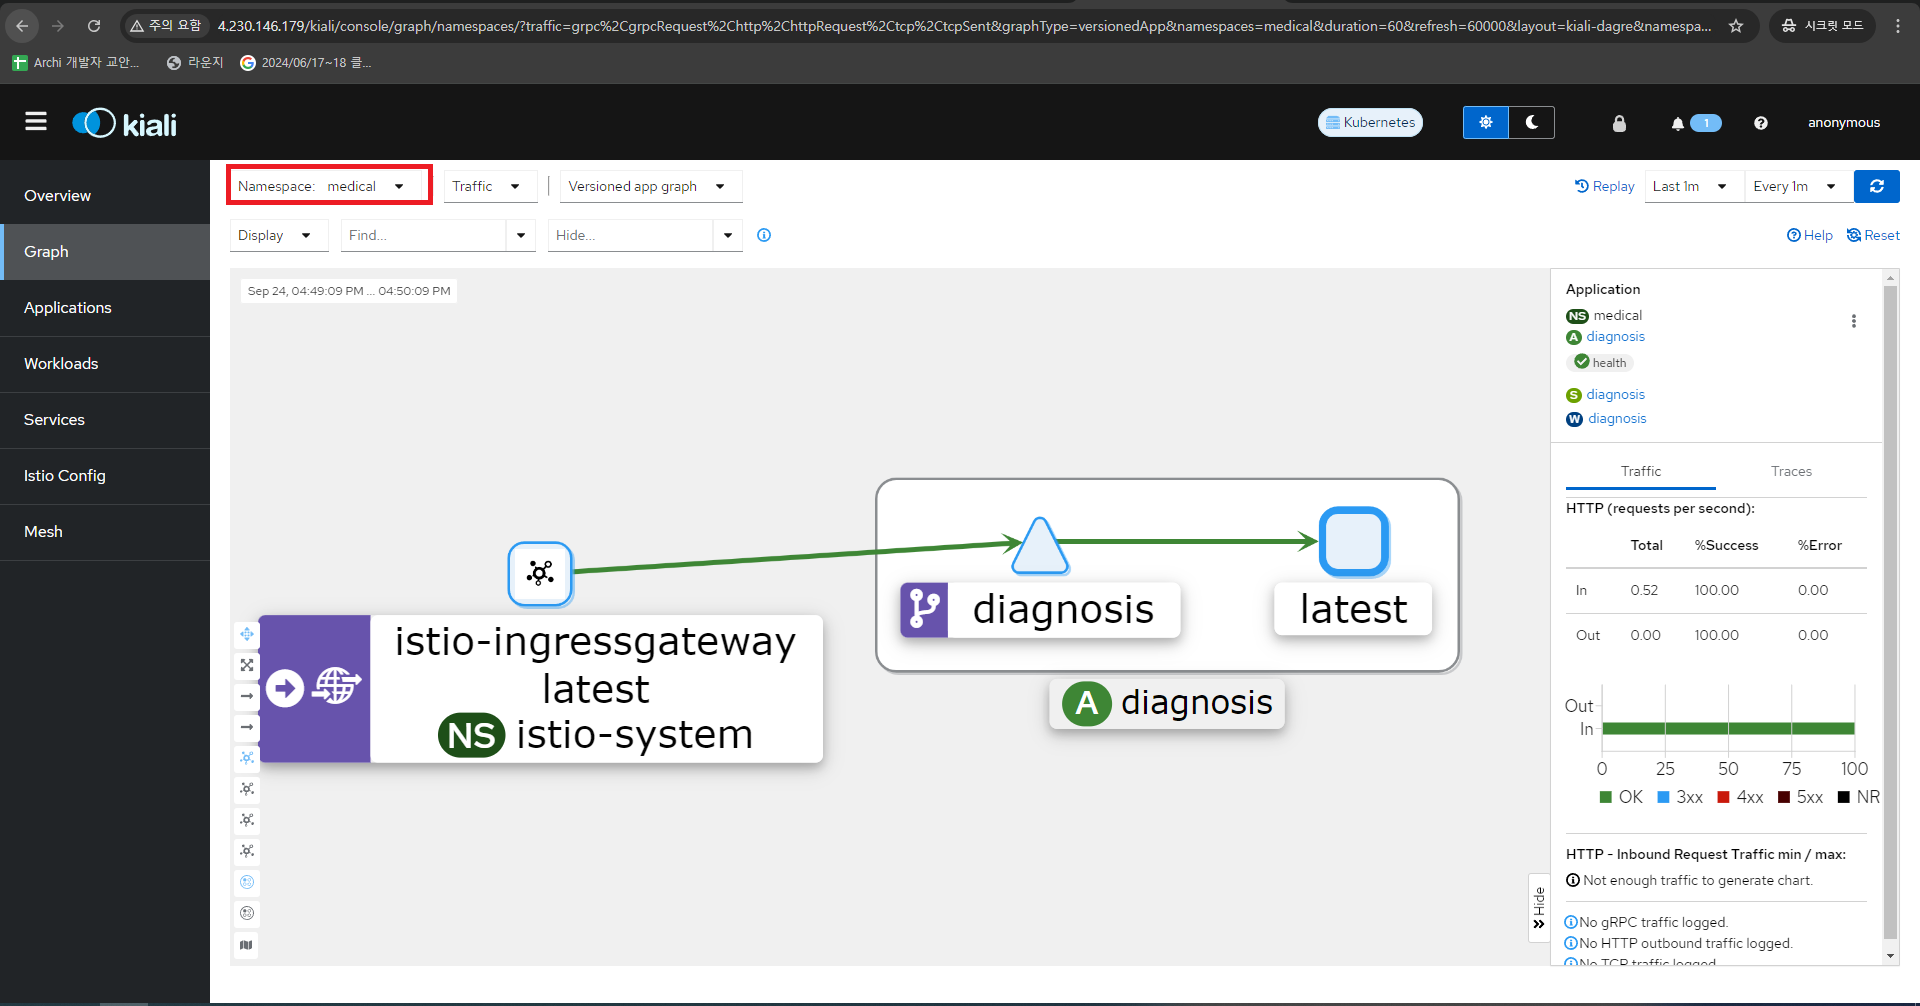 주의 요함
4.230.146.179/kiali/console/graph/namespaces/?traffic=grpc%2CgrpcRequest%2Chttp%2ChttpRequest%2Ctcp%2CtcpSent&graphType=versionedApp&namespaces=medical&duration=60&refresh=60000&layout=kiali-dagre&namespa...
시크릿 모드
Archi 개발자 교안...
라운지
2024/06/17~18 클...
kiali
Kubernetes
1
anonymous
Overview
Graph
Applications
Workloads
Services
Istio Config
Mesh
Namespace: medical
Traffic
Versioned app graph
Replay
Last 1m
Every 1m
Display
Find...
Hide...
Help
Reset
Sep 24, 04:49:09 PM ... 04:50:09 PM
istio-ingressgateway
latest
NS istio-system
diagnosis
latest
A diagnosis
Hide
Application
NS medical
A diagnosis
health
S diagnosis
W diagnosis
Traffic Traces
HTTP (requests per second):
Total %Success %Error
In 0.52 100.00 0.00
Out 0.00 100.00 0.00
Out
In
0 25 50 75 100
OK 3xx 4xx 5xx NR
HTTP - Inbound Request Traffic min / max:
Not enough traffic to generate chart.
No gRPC traffic logged.
No HTTP outbound traffic logged.
No TCP traffic logged.